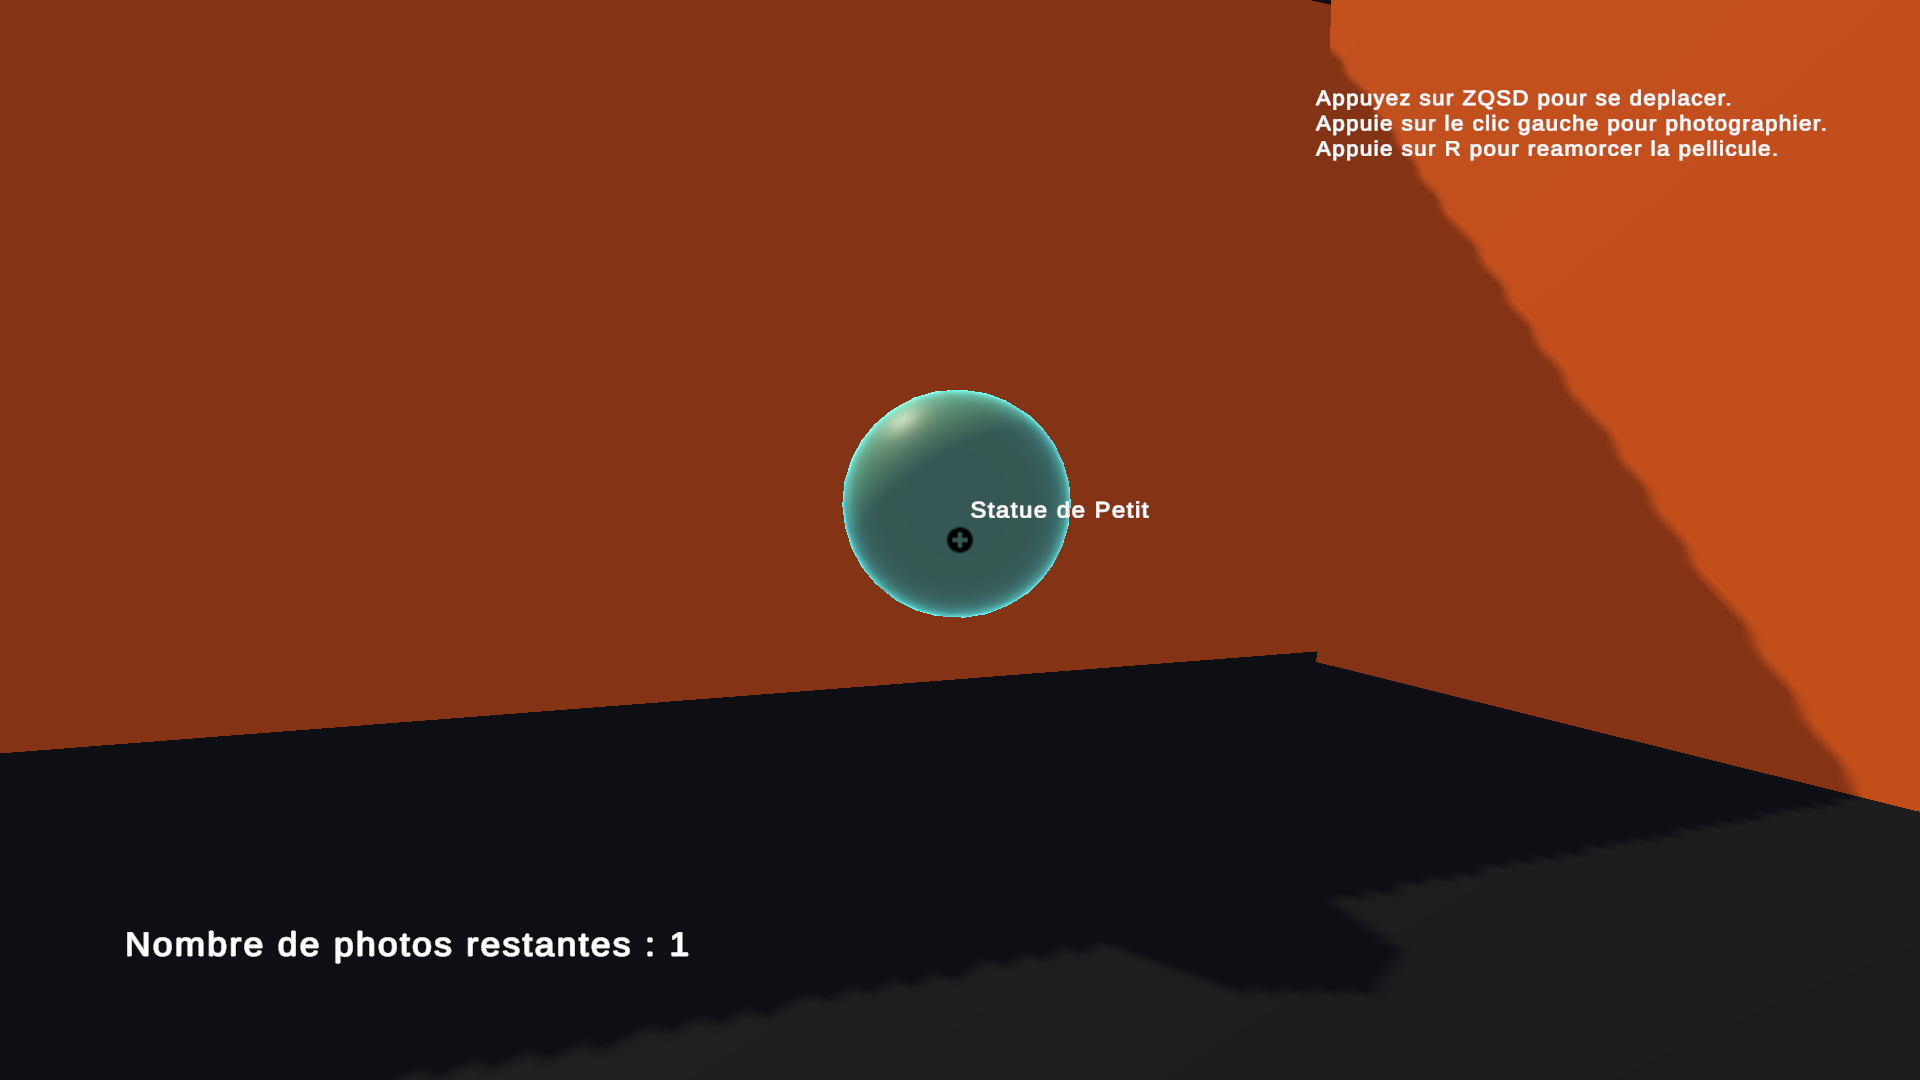 Appuyez sur ZQSD pour se deplacer.
Appuie sur le clic gauche pour photographier.
Appuie sur R pour reamorcer la pellicule.
Statue de Petit
Nombre de photos restantes : 1